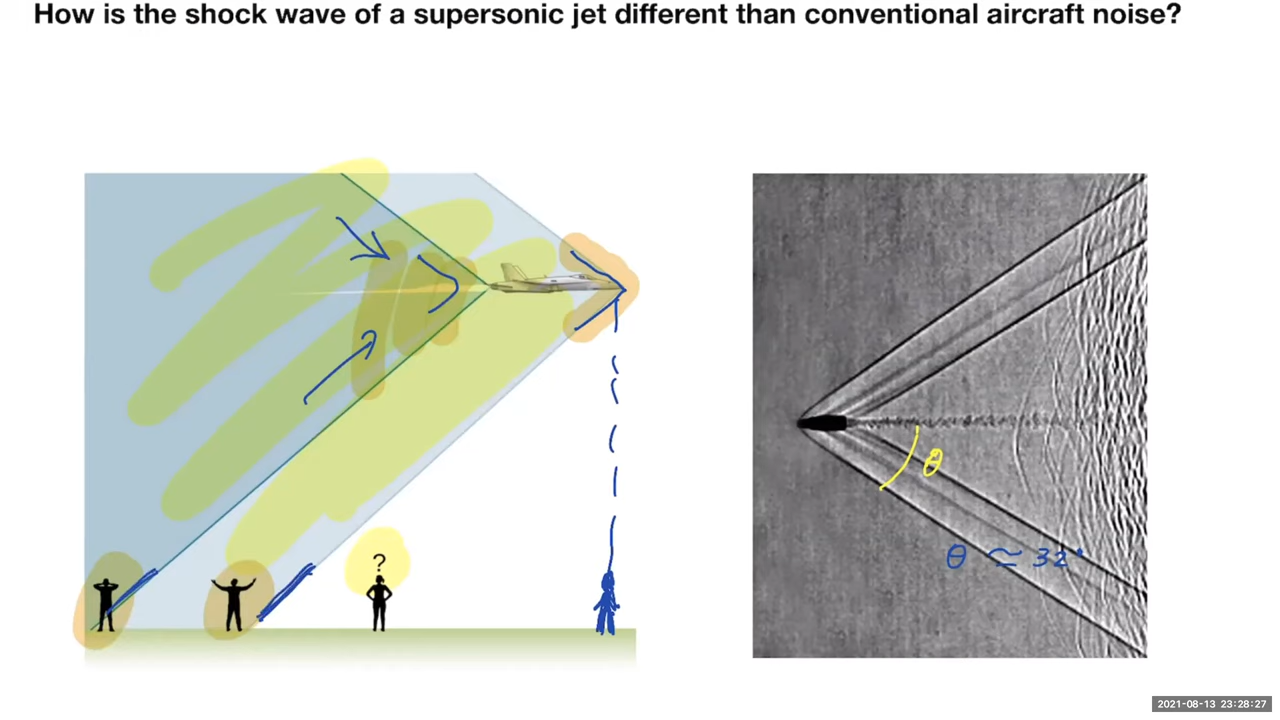 How is the shock wave of a supersonic jet different than conventional aircraft noise?
?
θ
θ ≃ 32°
2021-08-13 23:28:27